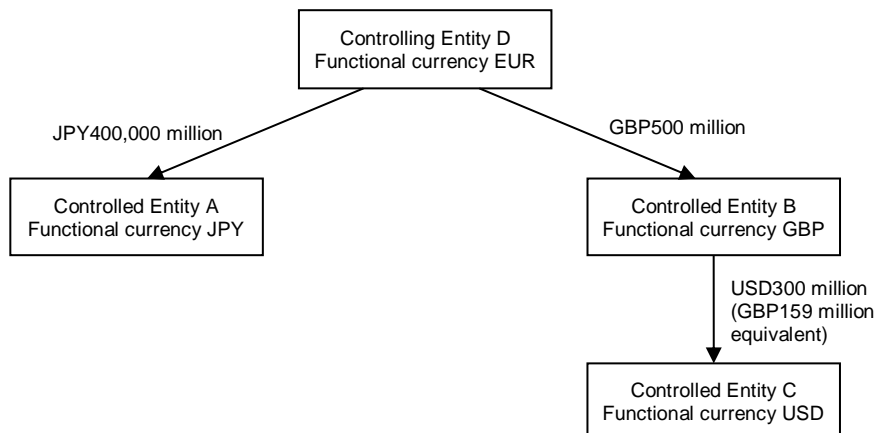 Controlling Entity D
Functional currency EUR
JPY400,000 million
GBP500 million
Controlled Entity A
Functional currency JPY
Controlled Entity B
Functional currency GBP
USD300 million
(GBP159 million
equivalent)
Controlled Entity C
Functional currency USD